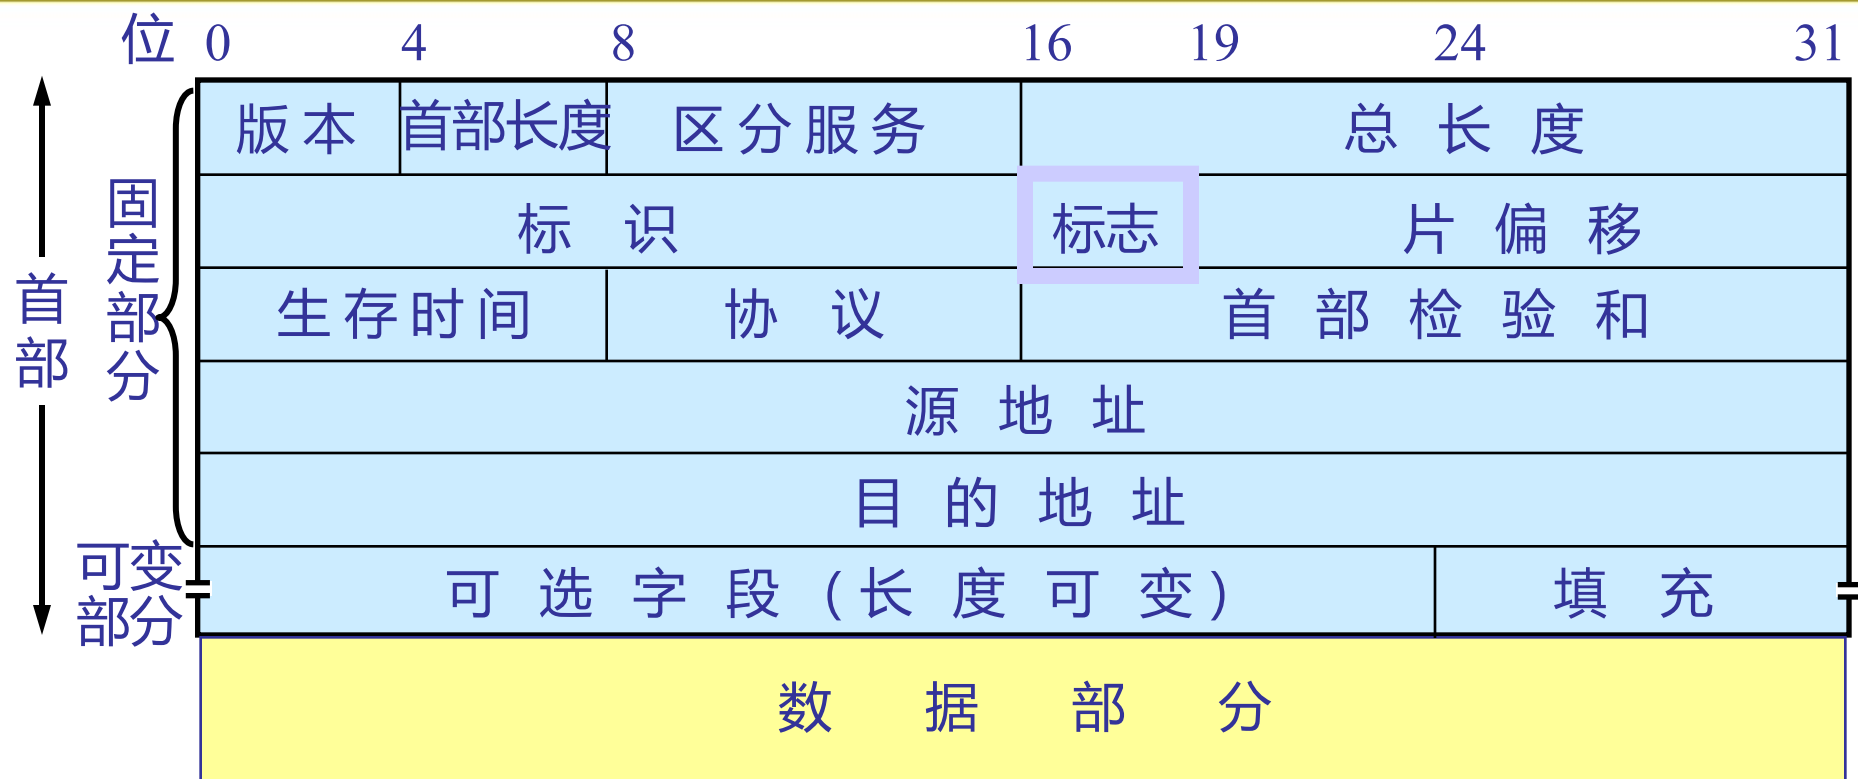 位 0 4 8 16 19 24 31
版本 首部长度 区分服务 总长度
标识 标志 片偏移
生存时间 协议 首部检验和
源地址
目的地址
可选字段(长度可变) 填充
数据部分
首部
固定部分
可变
部分